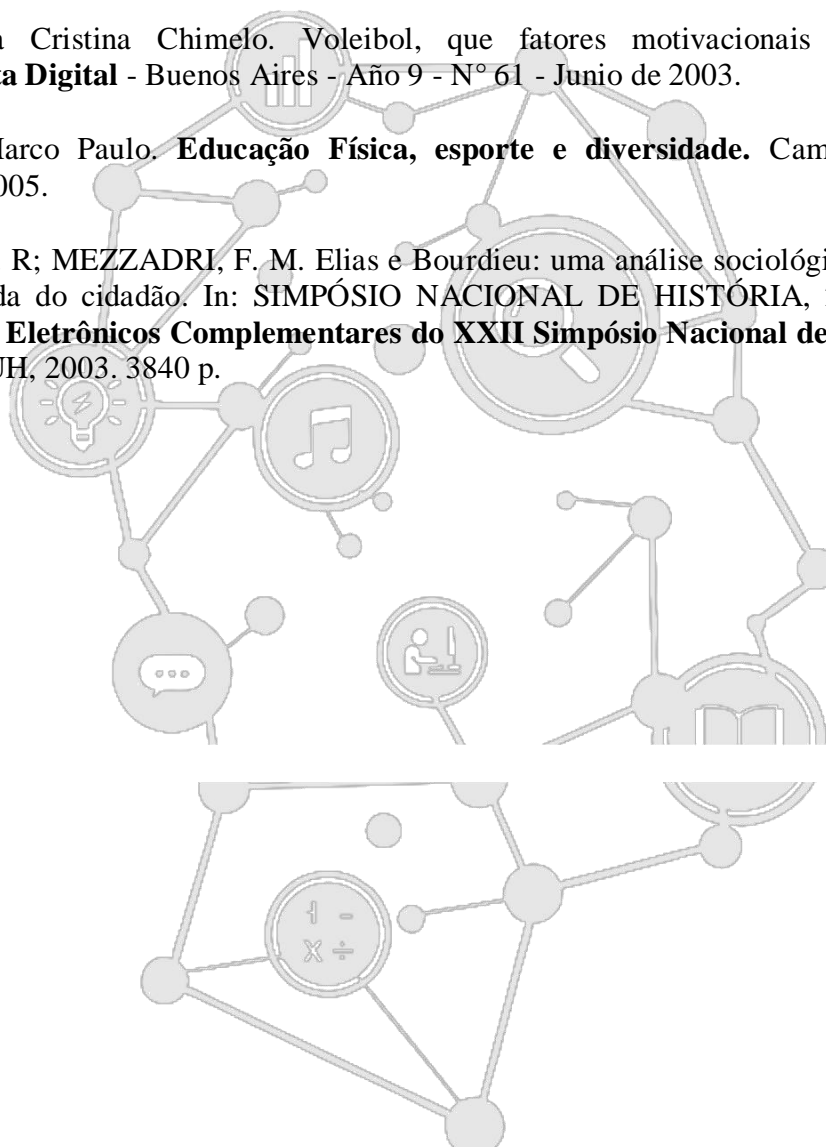 a Cristina Chimelo. Voleibol, que fatores motivacionais
ta Digital - Buenos Aires - Año 9 - N° 61 - Junio de 2003.
Marco Paulo. Educação Física, esporte e diversidade. Cam
005.
R; MEZZADRI, F. M. Elias e Bourdieu: uma análise sociológi
da do cidadão. In: SIMPÓSIO NACIONAL DE HISTÓRIA,
Eletrônicos Complementares do XXII Simpósio Nacional de
UH, 2003. 3840 p.